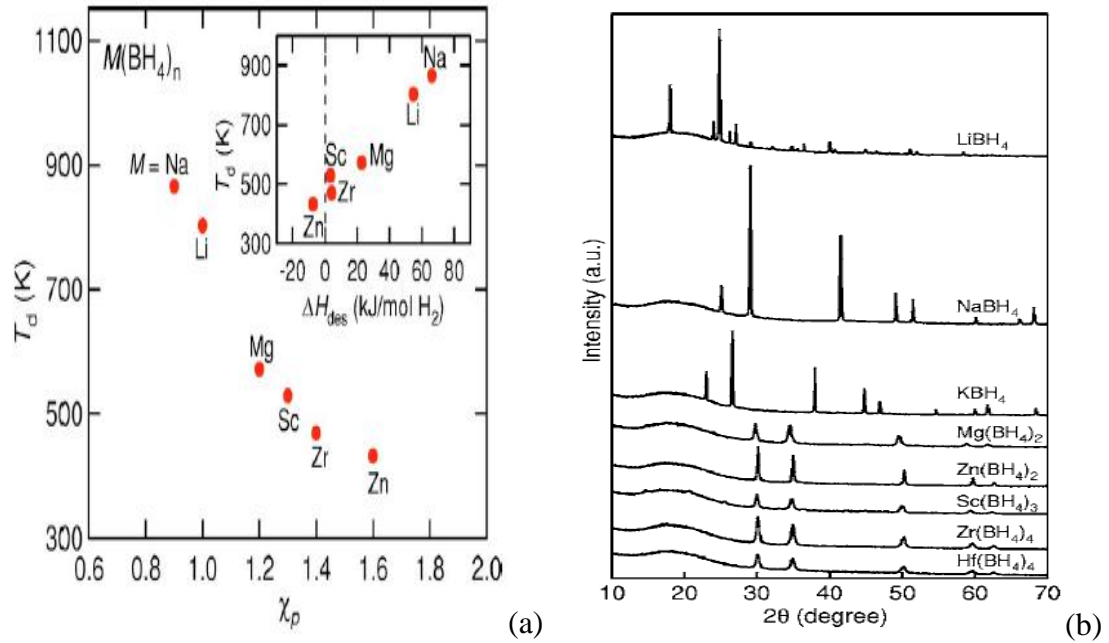 M(BH4)n
M = Na
Li
Mg
Sc
Zr
Zn
1100
900
700
500
300
Td (K)
0.6 0.8 1.0 1.2 1.4 1.6 1.8 2.0
χp
Na
Li
Sc
Mg
Zr
Zn
900
700
500
300
Td (K)
-20 0 20 40 60 80
ΔHdes (kJ/mol H2)
(a)
LiBH4
NaBH4
KBH4
Mg(BH4)2
Zn(BH4)2
Sc(BH4)3
Zr(BH4)4
Hf(BH4)4
Intensity (a.u.)
10 20 30 40 50 60 70
2θ (degree)
(b)